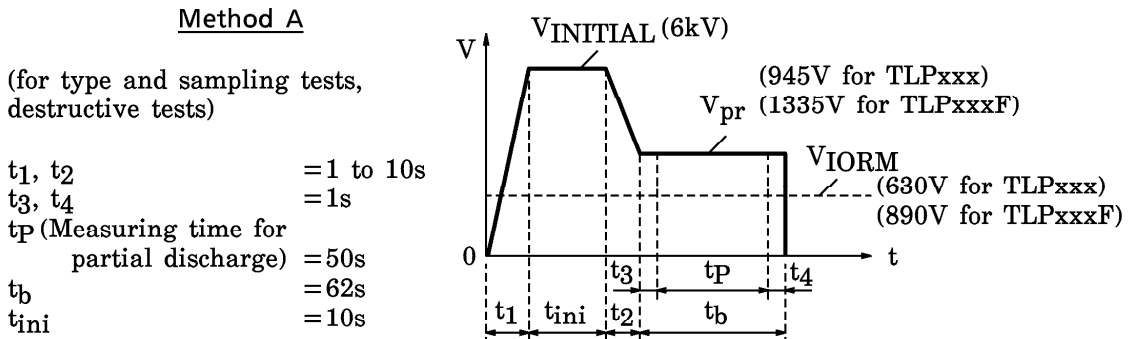 Method A
(for type and sampling tests,
destructive tests)
t1, t2 =1 to 10s
t3, t4 =1s
tP (Measuring time for
partial discharge) =50s
tb =62s
tini =10s
V
VINITIAL (6kV)
(945V for TLPxxx)
Vpr (1335V for TLPxxxF)
VIORM
(630V for TLPxxx)
(890V for TLPxxxF)
0
t
t3 tP t4
t1 tini t2 tb